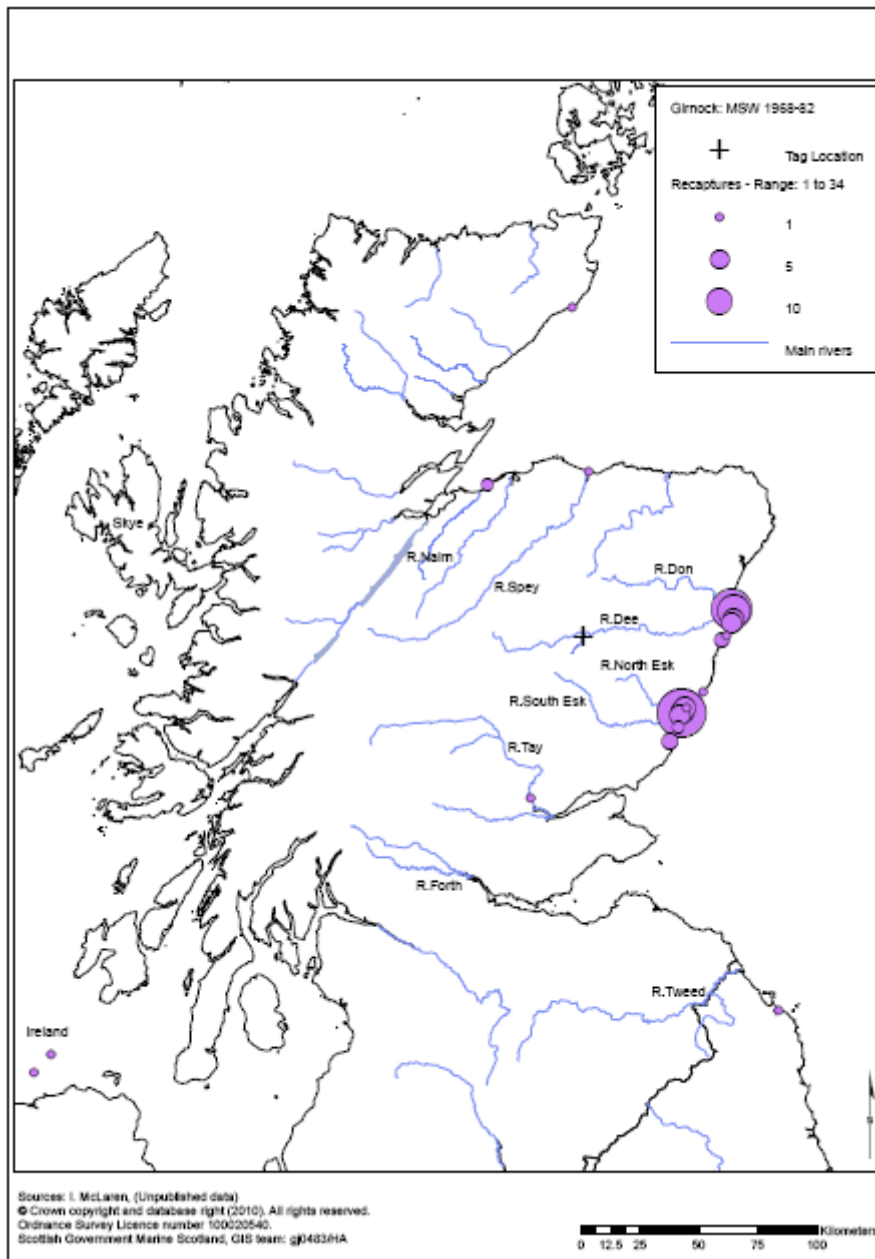 Girnock: MSW 1968-82
Tag Location
Recaptures - Range: 1 to 34
1
5
10
Main rivers
Skye
R.Nairn
R.Spey
R.Don
R.Dee
R.North Esk
R.South Esk
R.Tay
R.Forth
R.Tweed
Ireland
Sources: I. McLaren, (Unpublished data)
© Crown copyright and database right (2010). All rights reserved.
Ordnance Survey Licence number 100020540.
Scottish Government Marine Scotland, GIS team: gj0483/HA
Kilometers
0 12.5 25 50 75 100